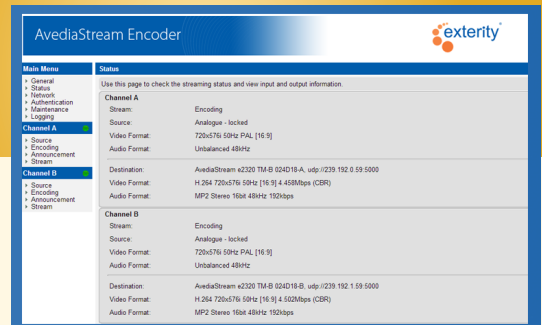 AvediaStream Encoder
exterity
Main Menu
General
Status
Network
Authentication
Maintenance
Logging
Channel A
Source
Encoding
Announcement
Stream
Channel B
Source
Encoding
Announcement
Stream
Status
Use this page to check the streaming status and view input and output information.
Channel A
Stream: Encoding
Source: Analogue - locked
Video Format: 720x576i 50Hz PAL [16:9]
Audio Format: Unbalanced 48kHz
Destination: AvediaStream e2320 TM-B 024D18-A, udp://239.192.0.59:5000
Video Format: H.264 720x576i 50Hz [16:9] 4.458Mbps (CBR)
Audio Format: MP2 Stereo 16bit 48kHz 192kbps
Channel B
Stream: Encoding
Source: Analogue - locked
Video Format: 720x576i 50Hz PAL [16:9]
Audio Format: Unbalanced 48kHz
Destination: AvediaStream e2320 TM-B 024D18-B, udp://239.192.1.59:5000
Video Format: H.264 720x576i 50Hz [16:9] 4.502Mbps (CBR)
Audio Format: MP2 Stereo 16bit 48kHz 192kbps